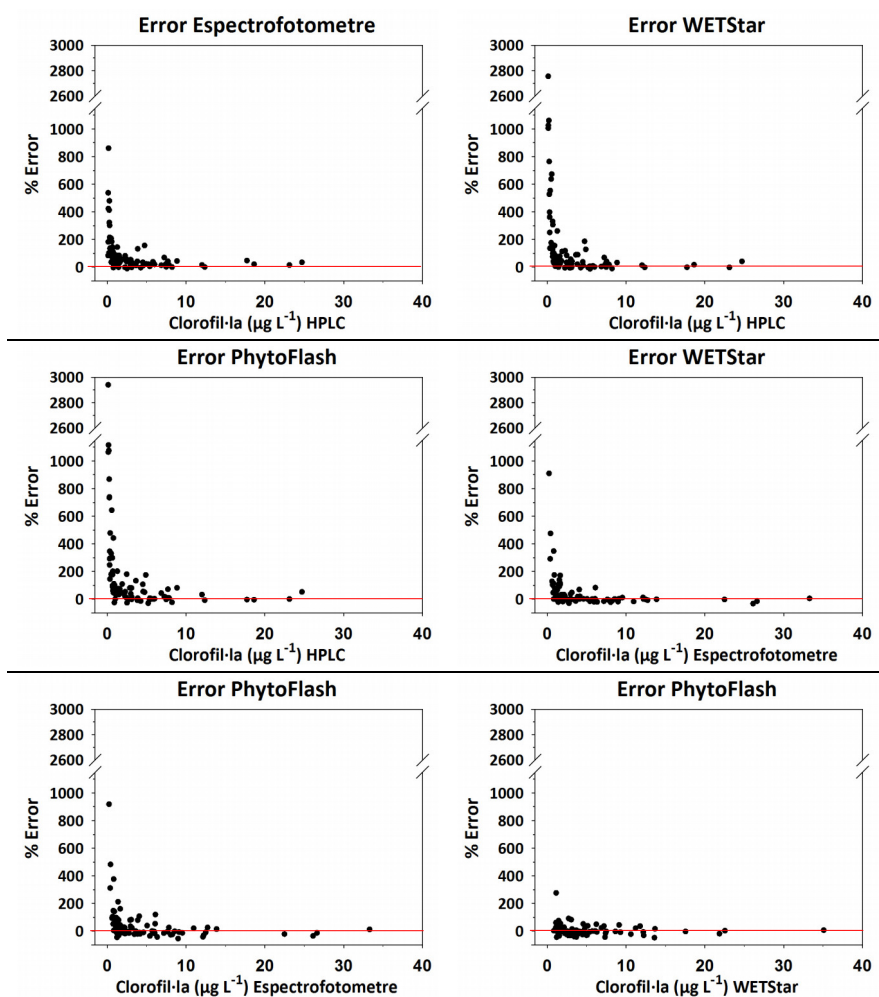 Error Espectrofotometre
3000
2800
2600
1000
800
600
400
200
0
% Error
0 10 20 30 40
Clorofil·la (µg L⁻¹) HPLC
Error WETStar
3000
2800
2600
1000
800
600
400
200
0
% Error
0 10 20 30 40
Clorofil·la (µg L⁻¹) HPLC
Error PhytoFlash
3000
2800
2600
1000
800
600
400
200
0
% Error
0 10 20 30 40
Clorofil·la (µg L⁻¹) HPLC
Error WETStar
3000
2800
2600
1000
800
600
400
200
0
% Error
0 10 20 30 40
Clorofil·la (µg L⁻¹) Espectrofotometre
Error PhytoFlash
3000
2800
2600
1000
800
600
400
200
0
% Error
0 10 20 30 40
Clorofil·la (µg L⁻¹) Espectrofotometre
Error PhytoFlash
3000
2800
2600
1000
800
600
400
200
0
% Error
0 10 20 30 40
Clorofil·la (µg L⁻¹) WETStar